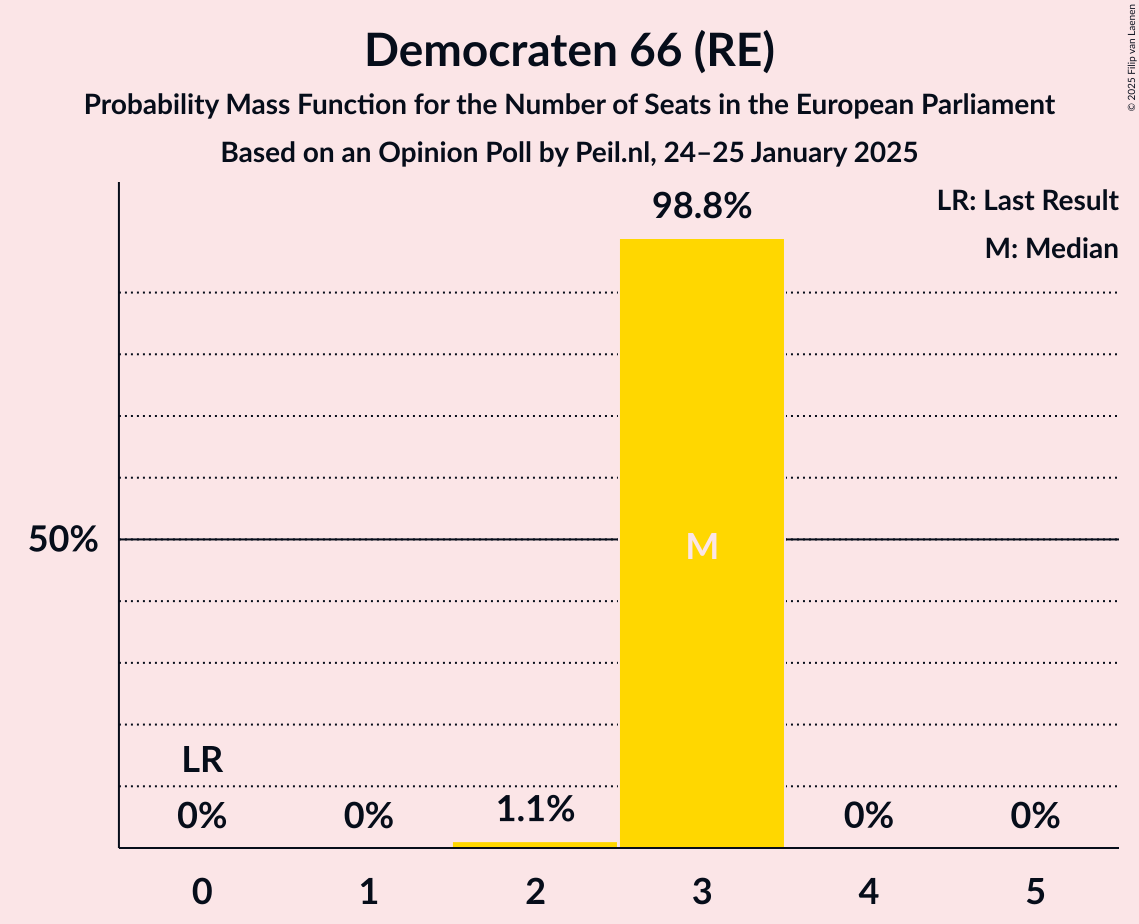 Democraten 66 (RE)
Probability Mass Function for the Number of Seats in the European Parliament
Based on an Opinion Poll by Peil.nl, 24–25 January 2025
© 2025 Filip van Laenen
LR: Last Result
M: Median
98.8%
50%
M
LR
0%
0%
1.1%
0%
0%
0
1
2
3
4
5